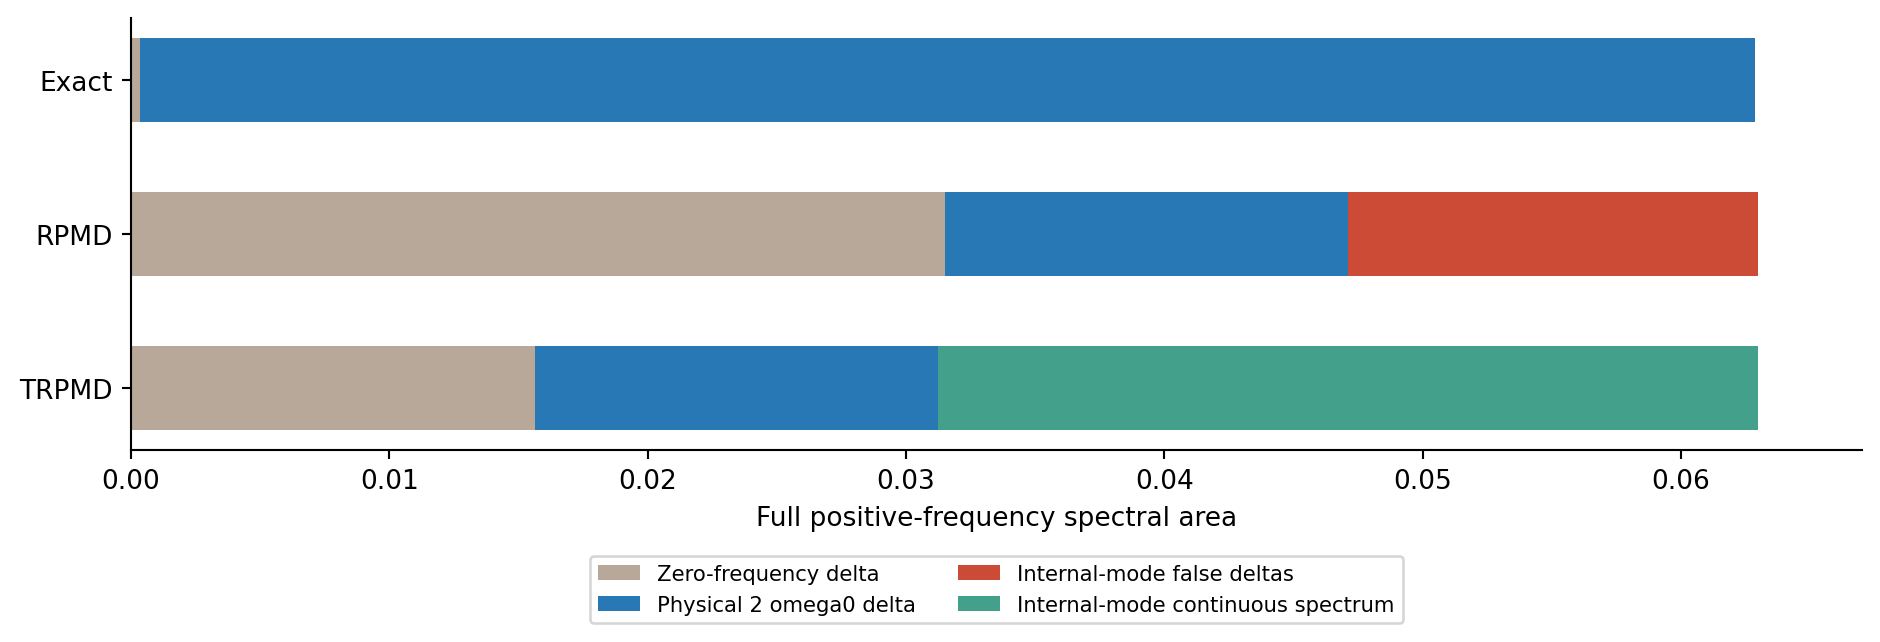 Exact
RPMD
TRPMD
0.00 0.01 0.02 0.03 0.04 0.05 0.06
Full positive-frequency spectral area
Zero-frequency delta
Physical 2 omega0 delta
Internal-mode false deltas
Internal-mode continuous spectrum